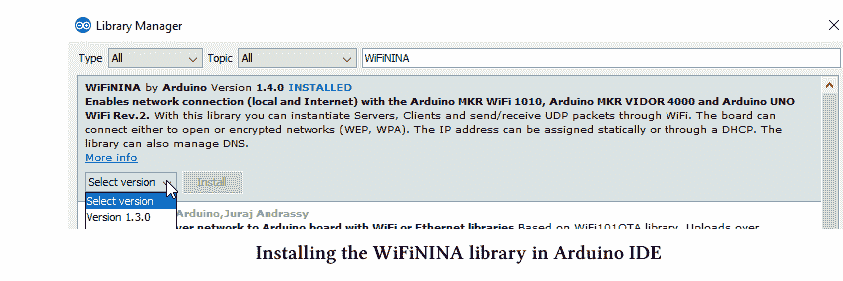 Library Manager
Type All Topic All WiFiNINA
WiFiNINA by Arduino Version 1.4.0 INSTALLED
Enables network connection (local and Internet) with the Arduino MKR WiFi 1010, Arduino MKR VIDOR 4000 and Arduino UNO
WiFi Rev.2. With this library you can instantiate Servers, Clients and send/receive UDP packets through WiFi. The board can
connect either to open or encrypted networks (WEP, WPA). The IP address can be assigned statically or through a DHCP. The
library can also manage DNS.
More info
Select version Install
Select version
Version 1.3.0
Arduino,Juraj Andrassy
ver network to Arduino board with WiFi or Ethernet libraries Based on WiFi101OTA library. Uploads over
Installing the WiFiNINA library in Arduino IDE